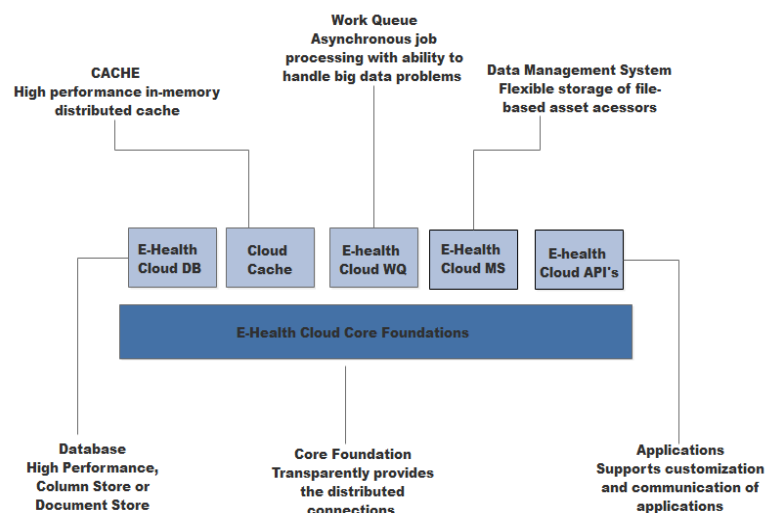 Work Queue
Asynchronous job
processing with ability to
handle big data problems
CACHE
High performance in-memory
distributed cache
Data Management System
Flexible storage of file-
based asset acessors
E-Health
Cloud DB
Cloud
Cache
E-health
Cloud WQ
E-Health
Cloud MS
E-health
Cloud API's
E-Health Cloud Core Foundations
Database
High Performance,
Column Store or
Document Store
Core Foundation
Transparently provides
the distributed
connections
Applications
Supports customization
and communication of
applications